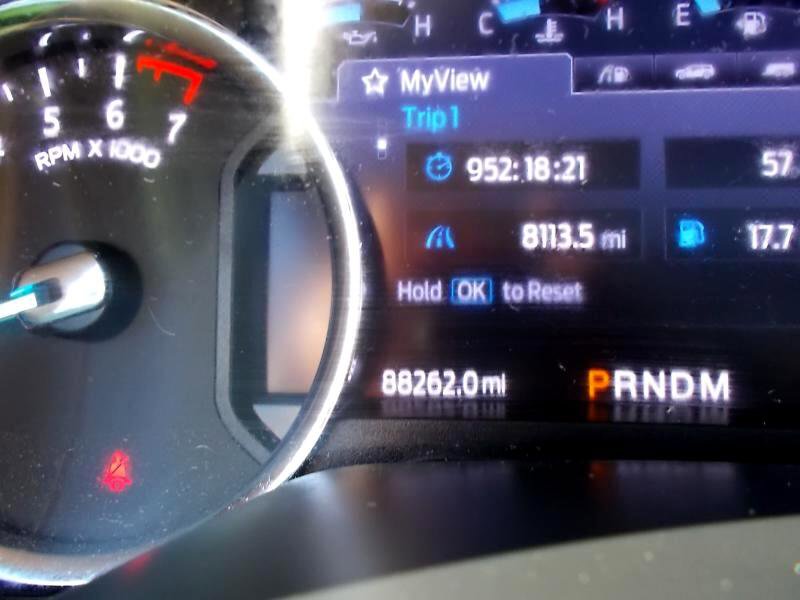 H C H E
MyView
Trip 1
5 6 7
RPM X 1000
952:18:21
8113.5 mi 17.7
Hold OK to Reset
88262.0 mi PRNDM